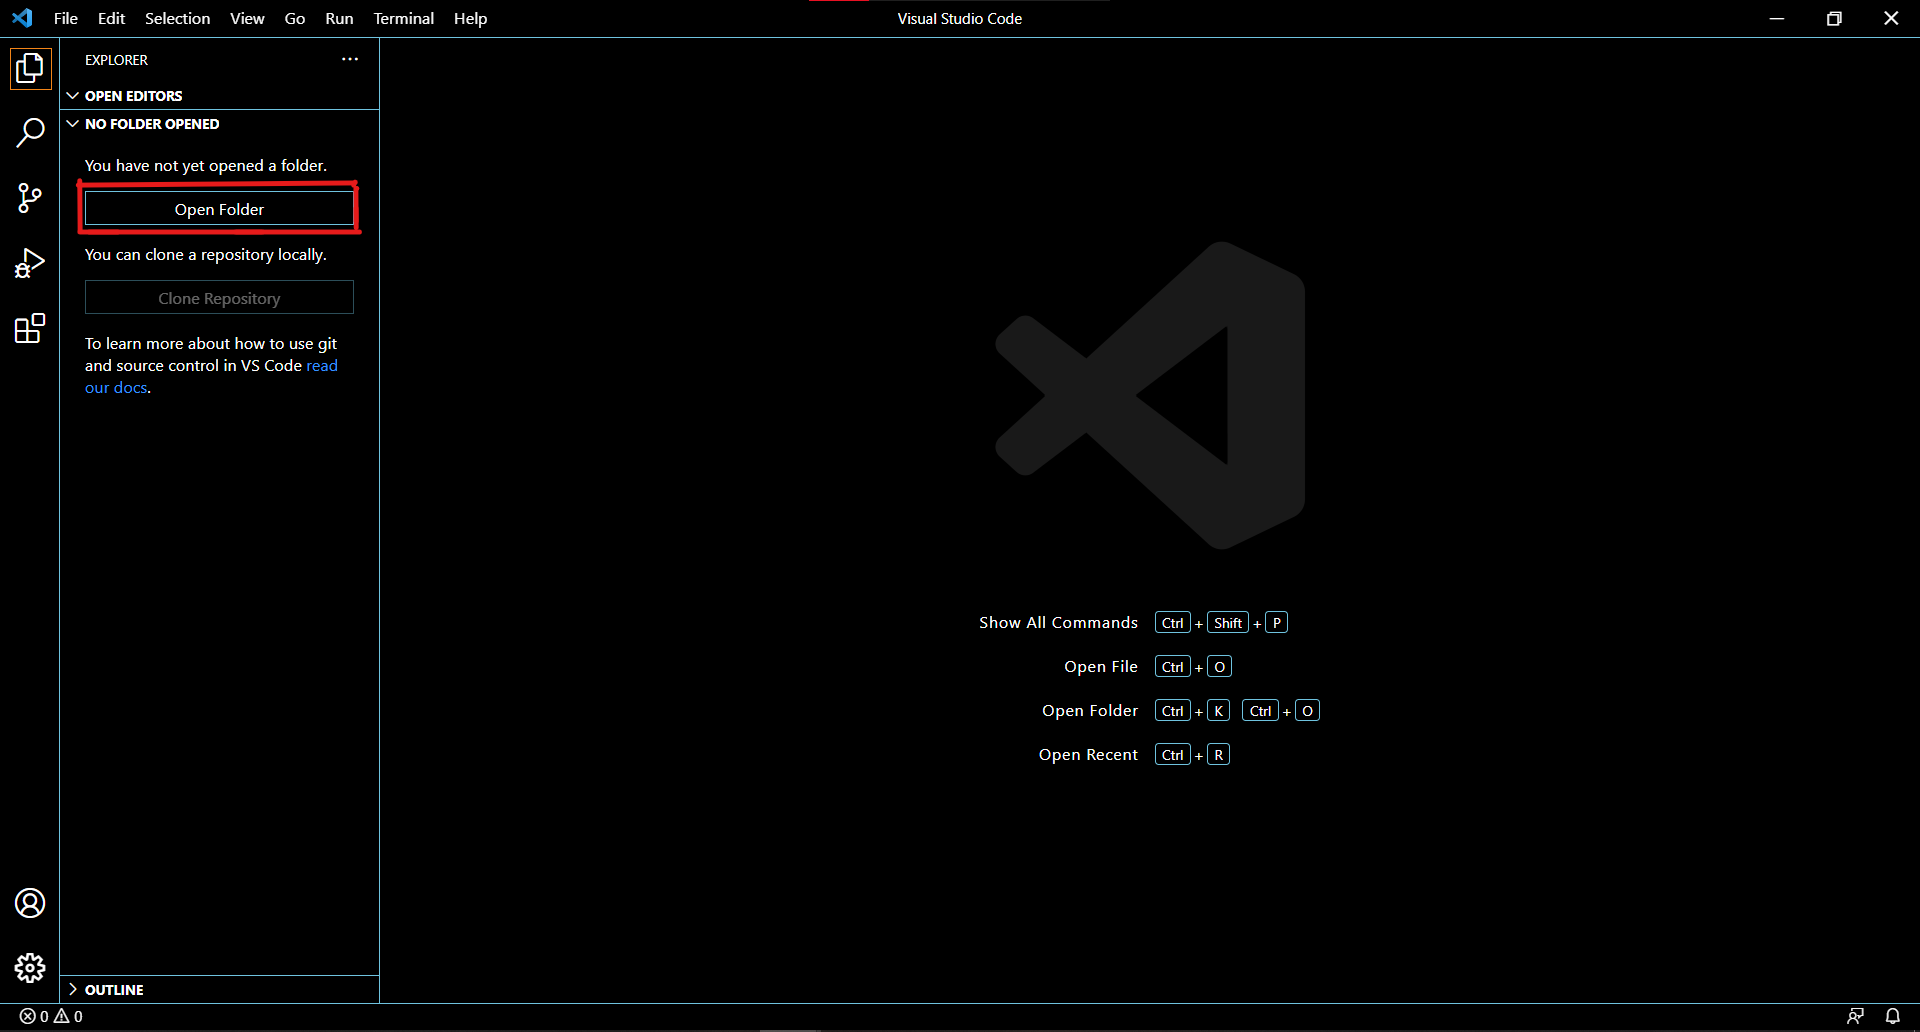 File Edit Selection View Go Run Terminal Help
Visual Studio Code
EXPLORER
OPEN EDITORS
NO FOLDER OPENED
You have not yet opened a folder.
Open Folder
You can clone a repository locally.
Clone Repository
To learn more about how to use git
and source control in VS Code read
our docs.
Show All Commands Ctrl + Shift + P
Open File Ctrl + O
Open Folder Ctrl + K Ctrl + O
Open Recent Ctrl + R
OUTLINE
0 0